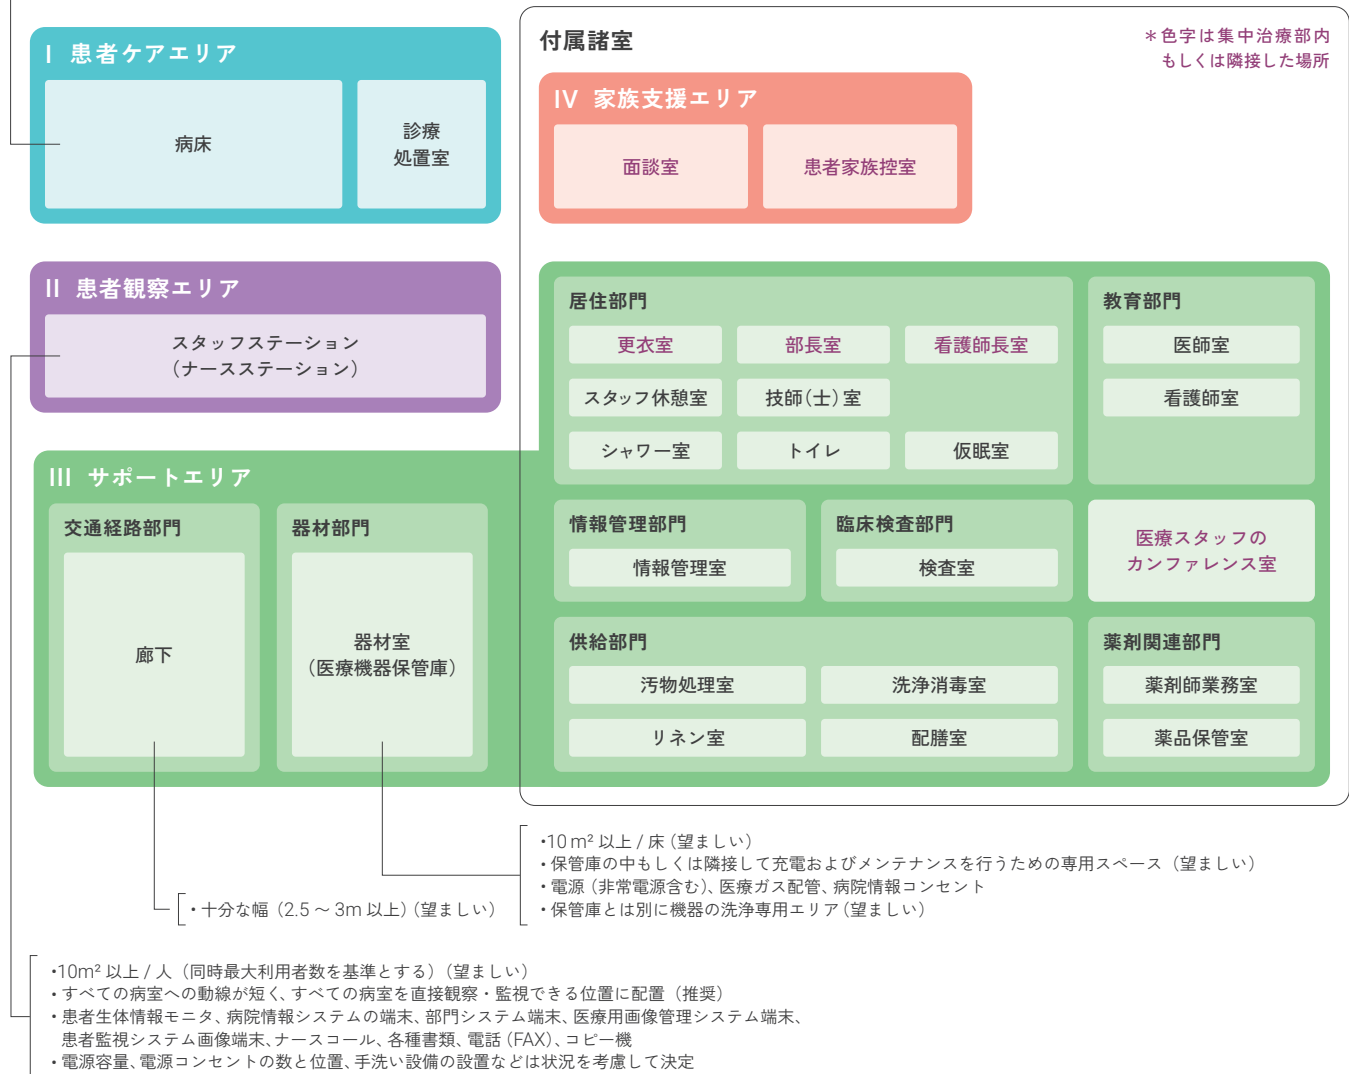 I 患者ケアエリア
病床
診療
処置室
II 患者観察エリア
スタッフステーション
（ナースステーション）
付属諸室
＊色字は集中治療部内
もしくは隣接した場所
IV 家族支援エリア
面談室
患者家族控室
III サポートエリア
交通経路部門
廊下
器材部門
器材室
（医療機器保管庫）
居住部門
更衣室
部長室
看護師長室
スタッフ休憩室
技師（士）室
シャワー室
トイレ
仮眠室
教育部門
医師室
看護師室
情報管理部門
情報管理室
臨床検査部門
検査室
医療スタッフの
カンファレンス室
供給部門
汚物処理室
洗浄消毒室
リネン室
配膳室
薬剤関連部門
薬剤師業務室
薬品保管室
・10 m² 以上 / 床（望ましい）
・保管庫の中もしくは隣接して充電およびメンテナンスを行うための専用スペース（望ましい）
・電源（非常電源含む）、医療ガス配管、病院情報コンセント
・保管庫とは別に機器の洗浄専用エリア（望ましい）
・十分な幅（2.5 ～ 3m 以上）（望ましい）
・10m² 以上 / 人（同時最大利用者数を基準とする）（望ましい）
・すべての病室への動線が短く、すべての病室を直接観察・監視できる位置に配置（推奨）
・患者生体情報モニタ、病院情報システムの端末、部門システム端末、医療用画像管理システム端末、
患者監視システム画像端末、ナースコール、各種書類、電話（FAX）、コピー機
・電源容量、電源コンセントの数と位置、手洗い設備の設置などは状況を考慮して決定